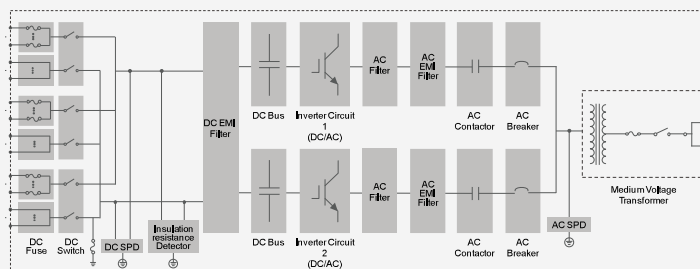 DC Fuse
DC Switch
DC SPD
Insulation
resistance
Detector
DC EMI
Filter
DC Bus
Inverter Circuit
1
(DC/AC)
AC
Filter
AC
EMI
Filter
AC
Contactor
AC
Breaker
DC Bus
Inverter Circuit
2
(DC/AC)
AC
Filter
AC
EMI
Filter
AC
Contactor
AC
Breaker
AC SPD
Medium Voltage
Transformer